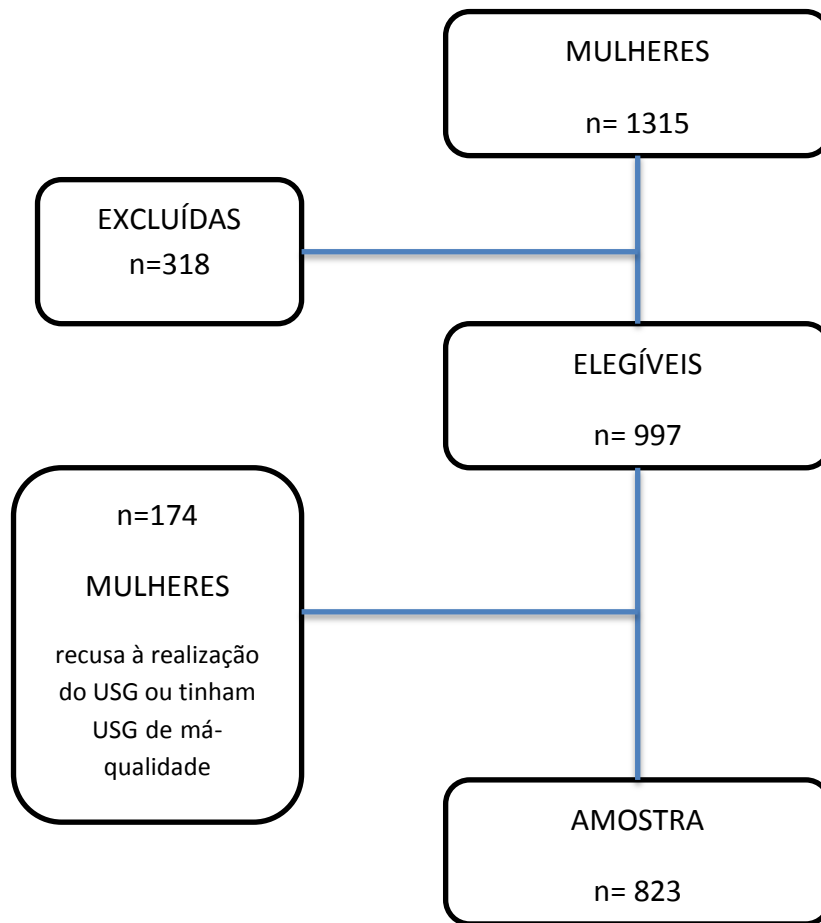 MULHERES
n= 1315
EXCLUÍDAS
n=318
ELEGÍVEIS
n= 997
n=174
MULHERES
recusa à realização
do USG ou tinham
USG de má-
qualidade
AMOSTRA
n= 823